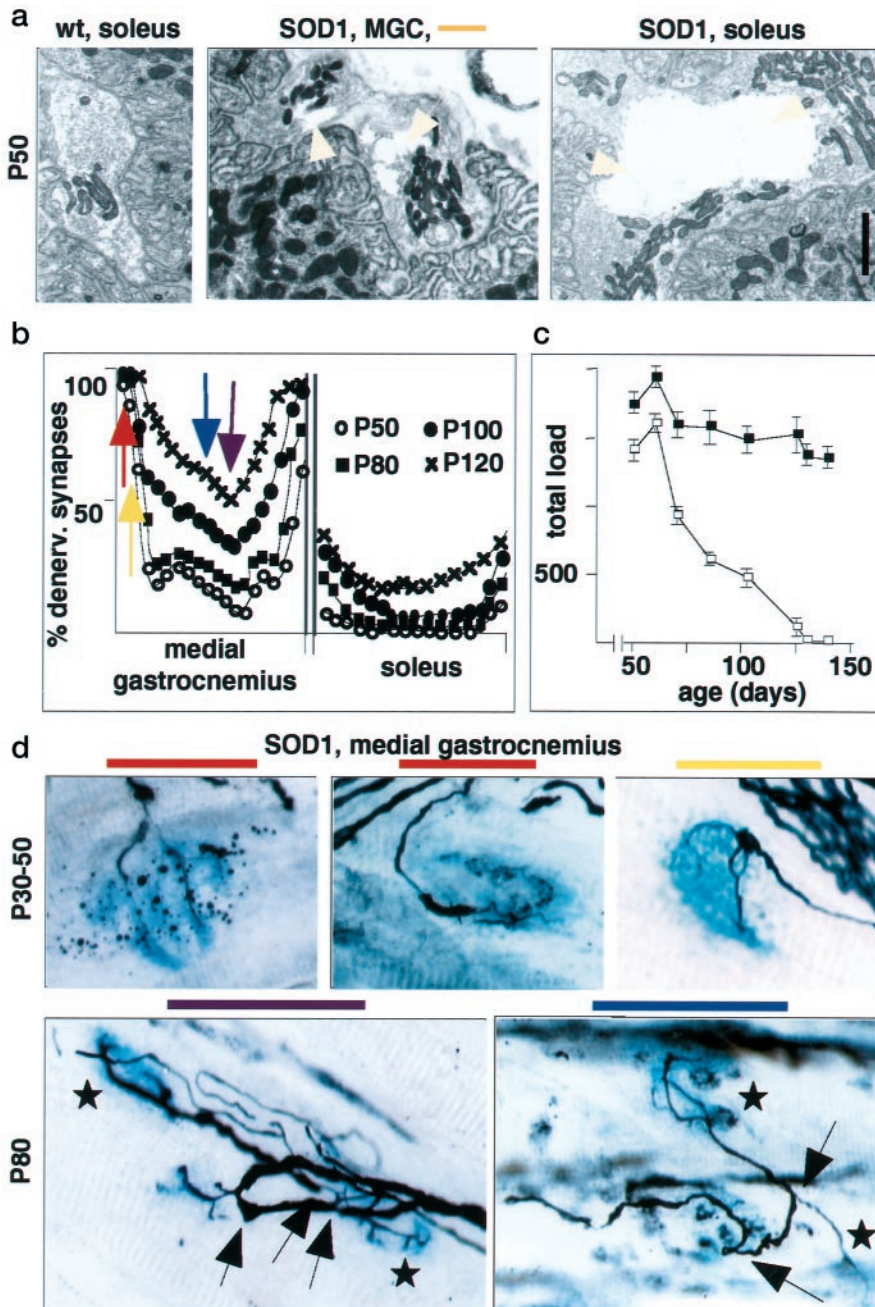 a
wt, soleus
SOD1, MGC,
SOD1, soleus
P50
b
100
50
% denerv. synapses
P50
P100
P80
P120
medial
gastrocnemius
soleus
c
total load
500
50
100
150
age (days)
d
SOD1, medial gastrocnemius
P30-50
P80